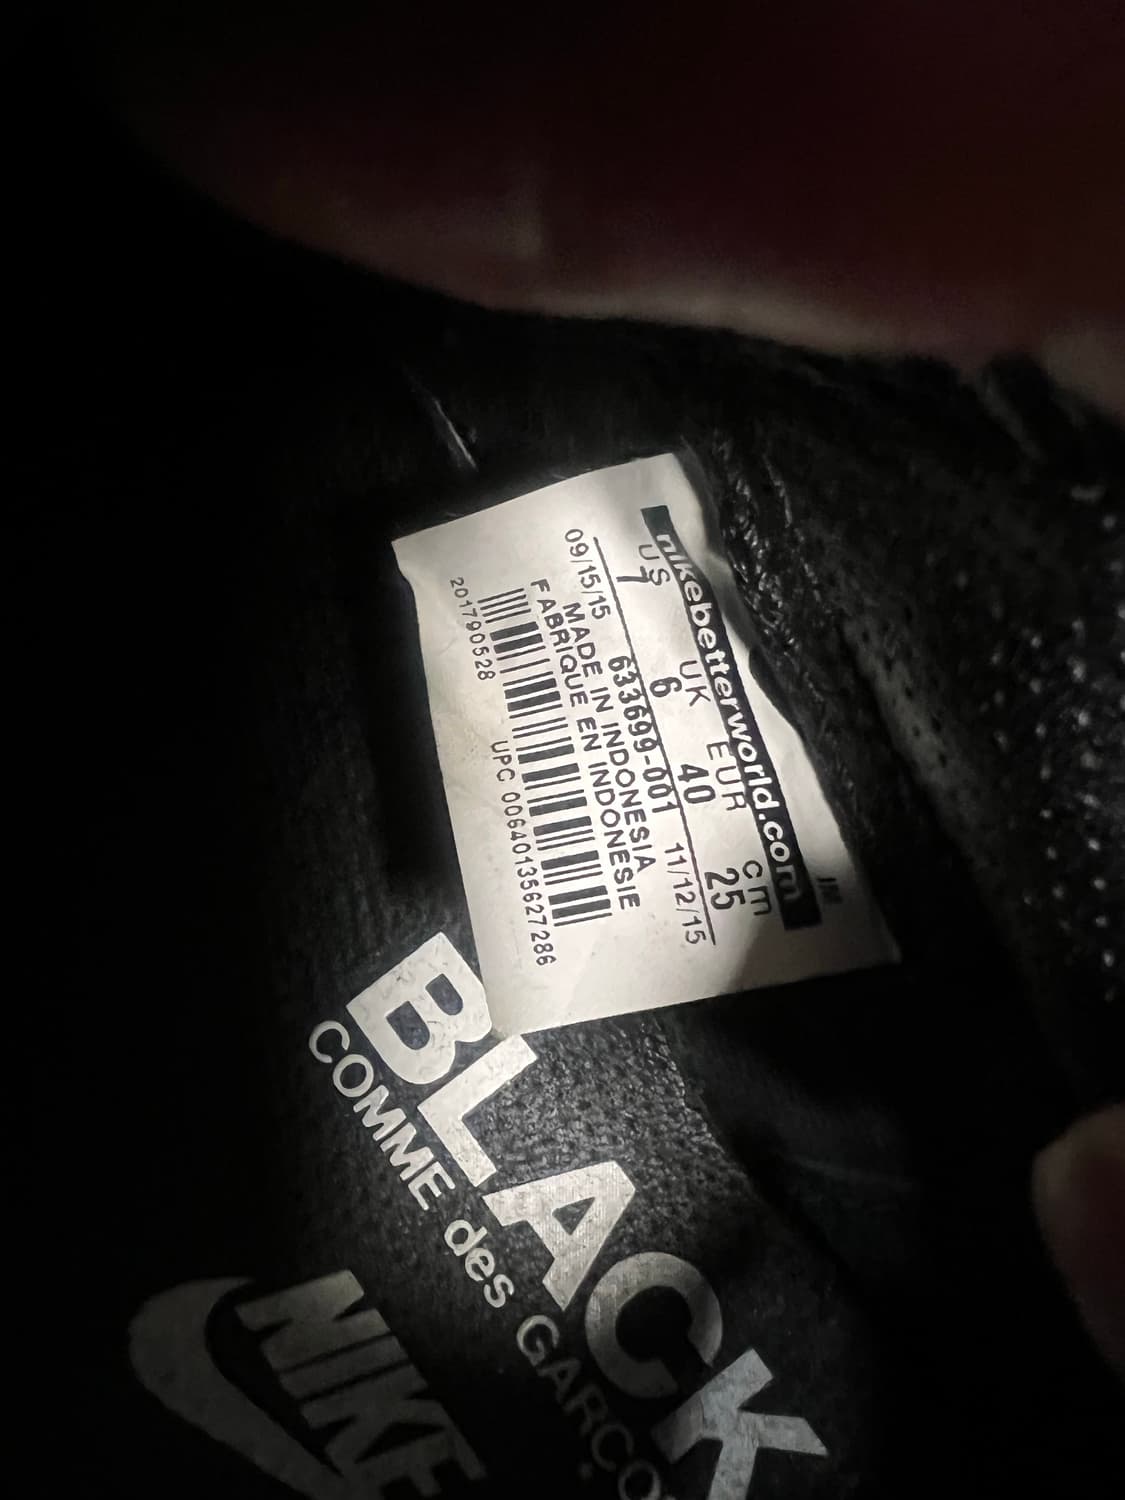 nikebetterworld.com
US UK EUR cm
7 6 40 25
09/15/15 633699-001 11/12/15
MADE IN INDONESIA
FABRIQUE EN INDONESIE
201790528 UPC 00640135627286
BLACK
COMME des GARÇO
NIKE